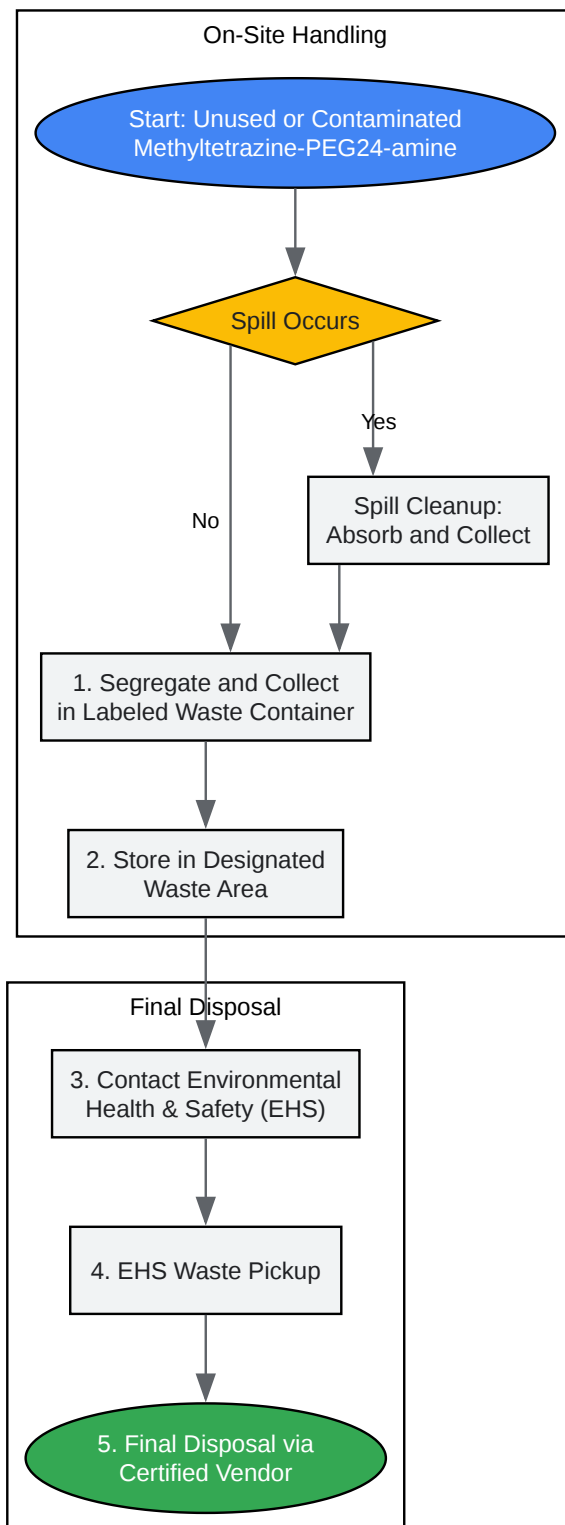 On-Site Handling
Start: Unused or Contaminated
Methyltetrazine-PEG24-amine
Spill Occurs
Yes
No
Spill Cleanup:
Absorb and Collect
1. Segregate and Collect
in Labeled Waste Container
2. Store in Designated
Waste Area
Final Disposal
3. Contact Environmental
Health & Safety (EHS)
4. EHS Waste Pickup
5. Final Disposal via
Certified Vendor